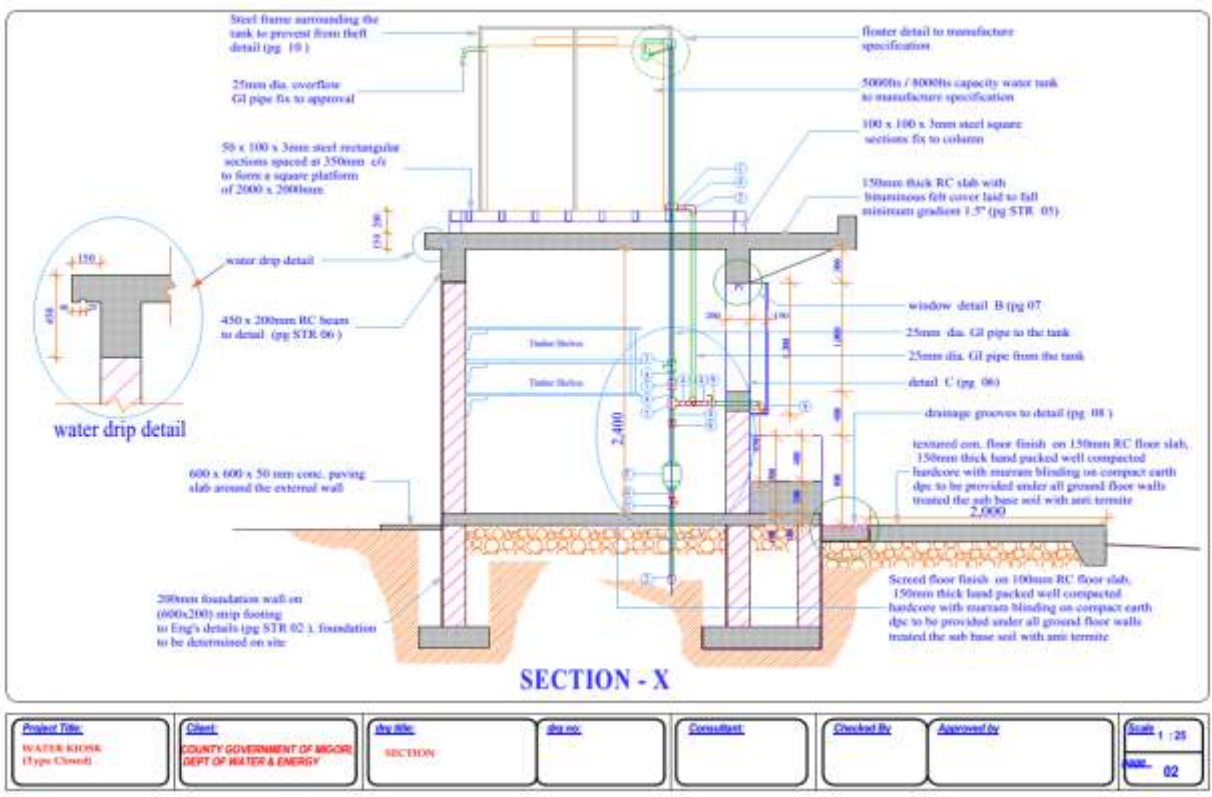 Steel frame surrounding the
tank to prevent from theft
detail (pg 10 )
25mm dia. overflow
GI pipe fix to approval
50 x 100 x 3mm steel rectangular
sections spaced at 350mm c/c
to form a square platform
of 2000 x 2000mm
floater detail to manufacture
specification
5000lts / 8000lts capacity water tank
to manufacture specification
100 x 100 x 3mm steel square
sections fix to column
150mm thick RC slab with
bituminous felt cover laid to fall
minimum gradient 1.5" (pg STR 05)
150 200
150
450
water drip detail
water drip detail
450 x 200mm RC beam
to detail (pg STR 06 )
Timber Shelves
Timber Shelves
2,400
window detail B (pg 07
25mm dia. GI pipe to the tank
25mm dia. GI pipe from the tank
detail C (pg 06)
drainage grooves to detail (pg 08 )
textured con. floor finish on 150mm RC floor slab,
150mm thick hand packed well compacted
hardcore with murram blinding on compact earth
dpc to be provided under all ground floor walls
treated the sub base soil with anti termite
2,000
600 x 600 x 50 mm conc. paving
slab around the external wall
200mm foundation wall on
(600x200) strip footing
to Eng's details (pg STR 02 ), foundation
to be determined on site
Screed floor finish on 100mm RC floor slab,
150mm thick hand packed well compacted
hardcore with murram blinding on compact earth
dpc to be provided under all ground floor walls
treated the sub base soil with anti termite
SECTION - X
Project Title:
WATER KIOSK
(Type Closed)
Client:
COUNTY GOVERNMENT OF MIGORI,
DEPT OF WATER & ENERGY
drg title:
SECTION
drg no:
Consultant:
Checked By
Approved by
Scale 1 : 25
page 02